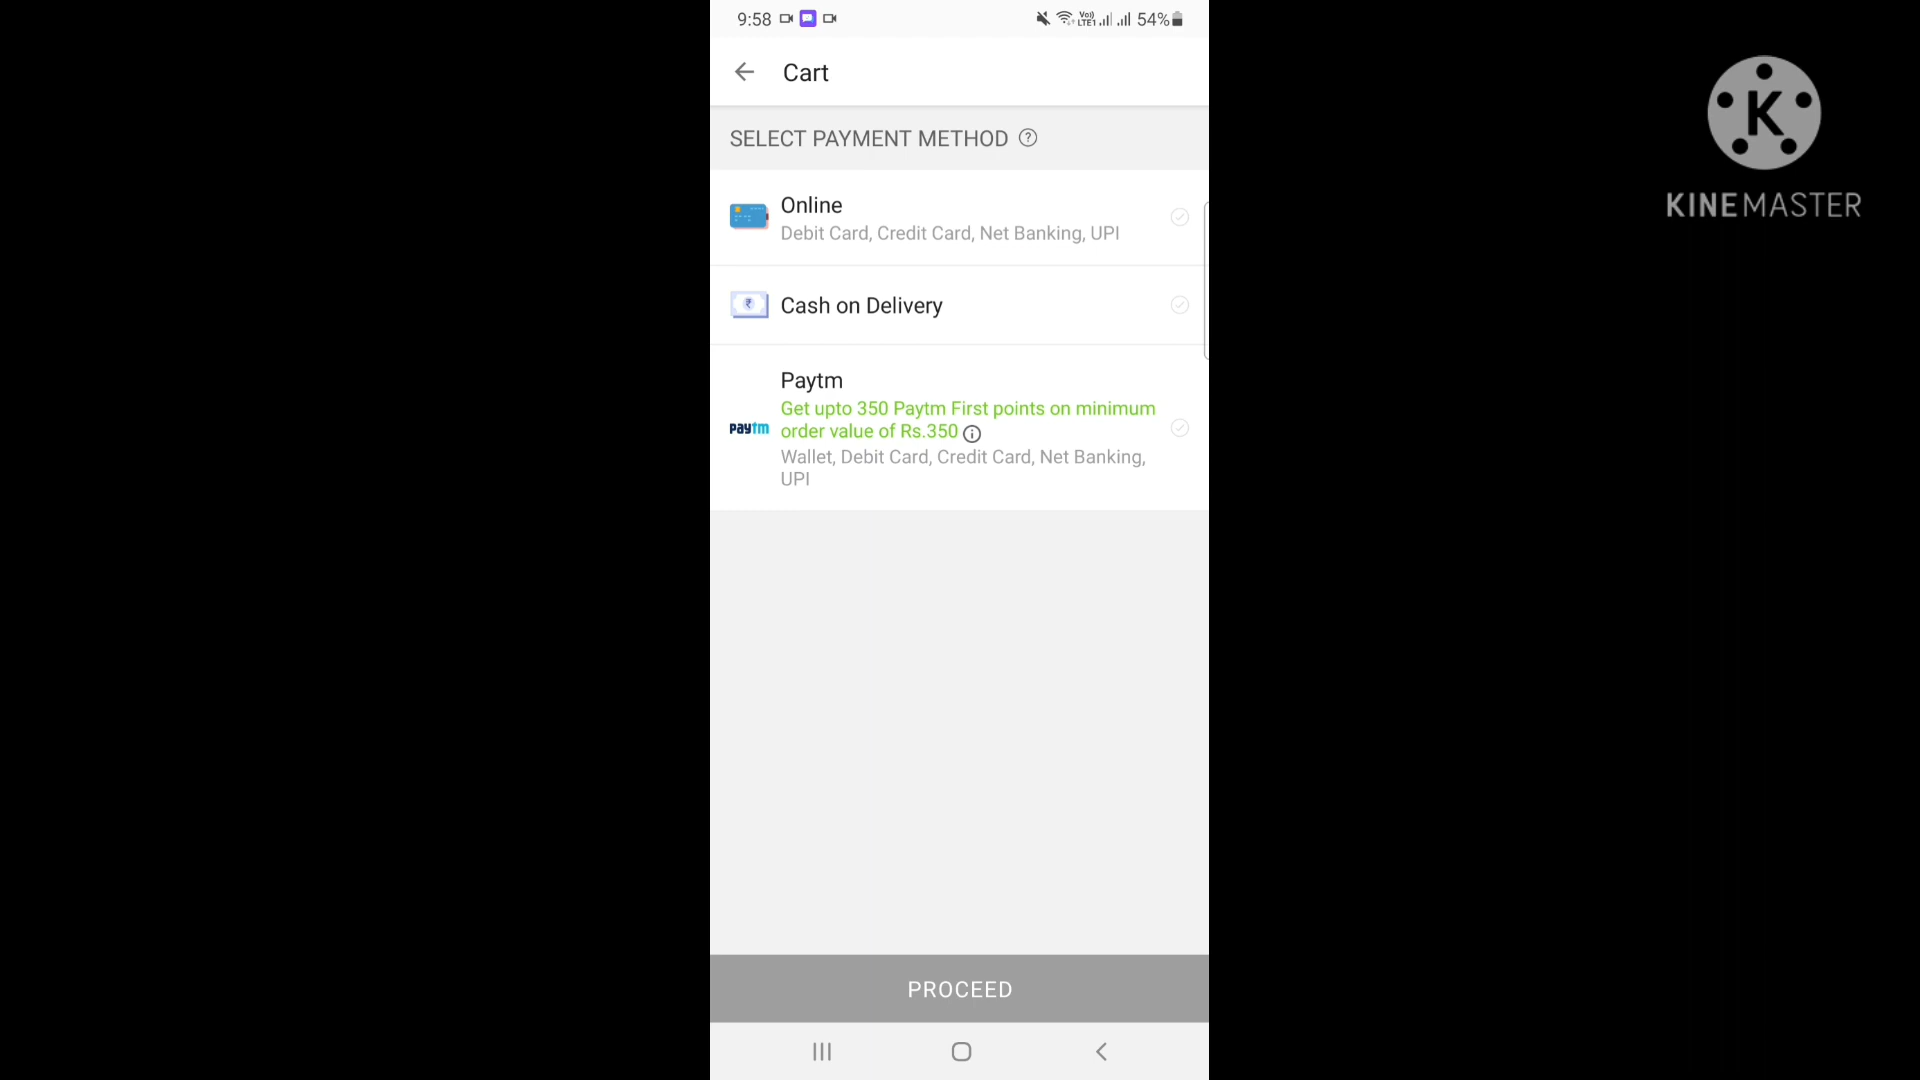 9:58
Vo)) LTE1 54%
Cart
SELECT PAYMENT METHOD ?
Online
Debit Card, Credit Card, Net Banking, UPI
₹ Cash on Delivery
Paytm
Get upto 350 Paytm First points on minimum
order value of Rs.350
paytm
Wallet, Debit Card, Credit Card, Net Banking,
UPI
PROCEED
K
KINEMASTER